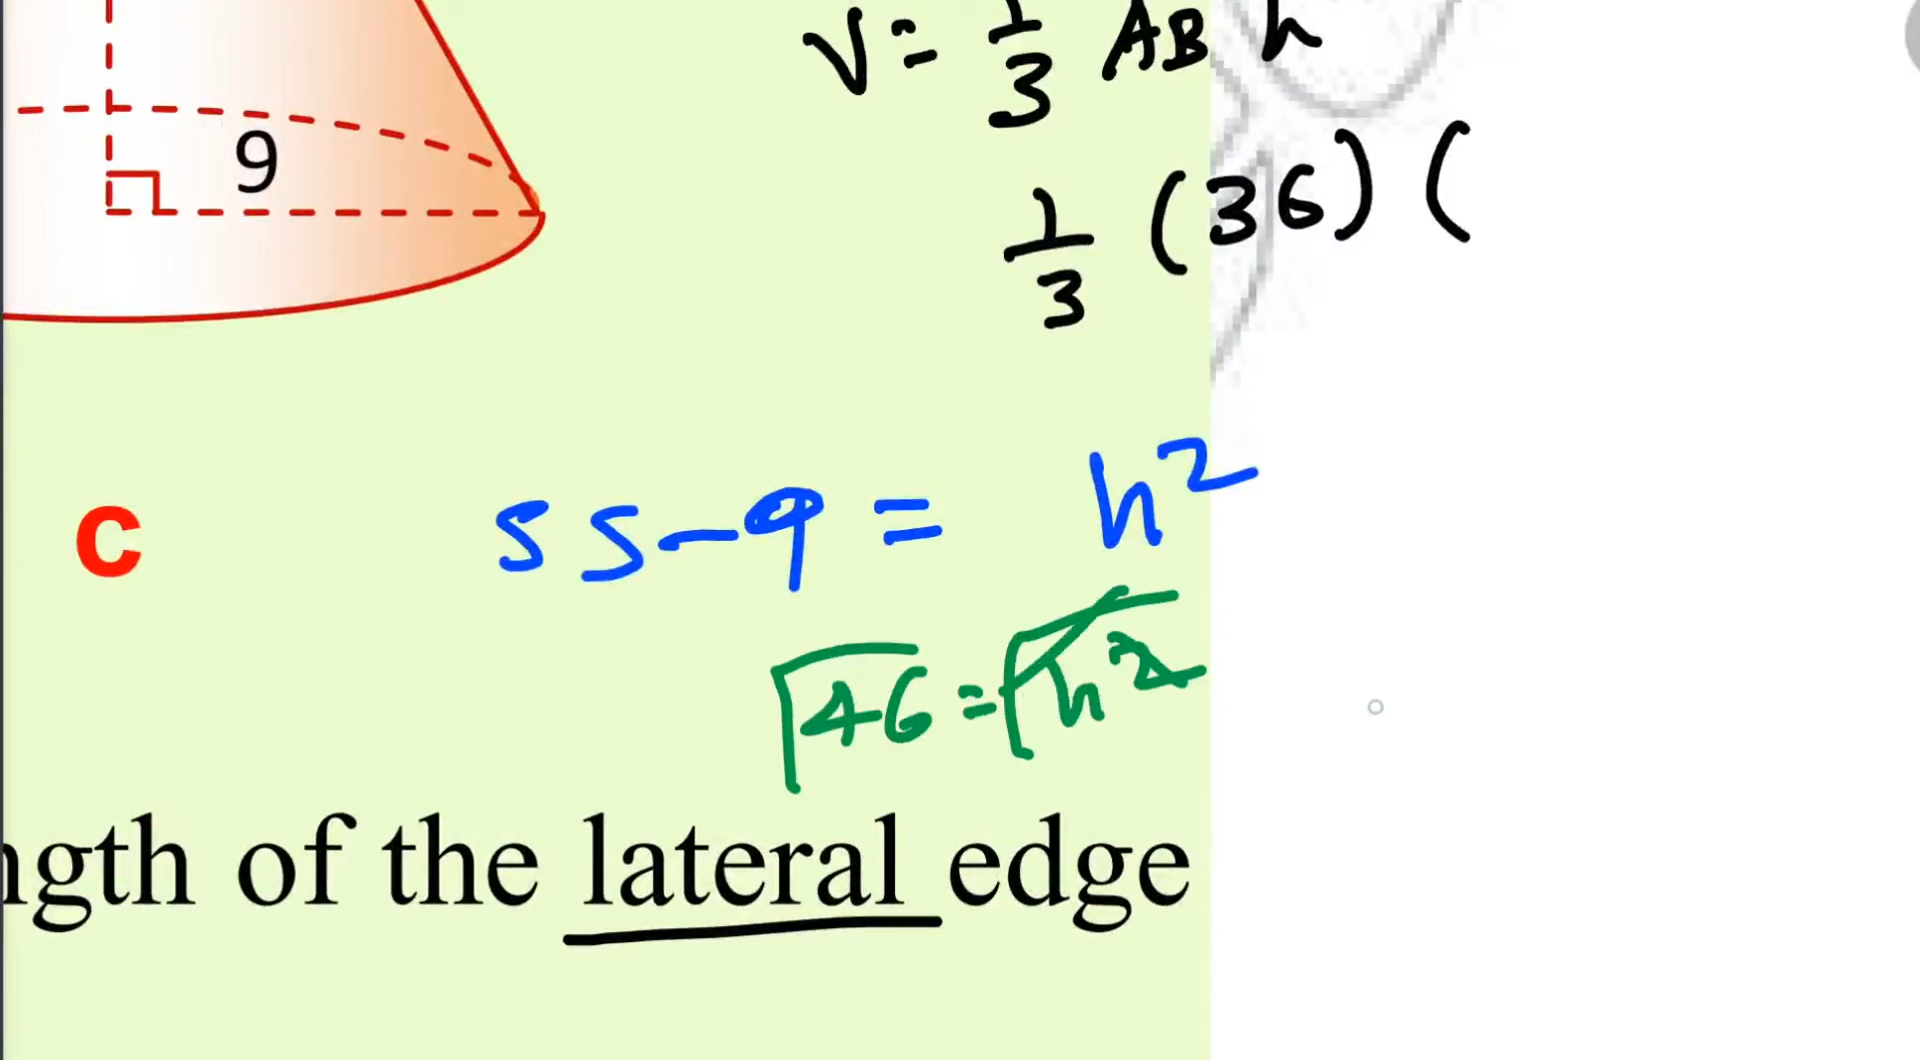 V = 1/3 AB h
9
1/3 (36) (
C
55 - 9 = h²
√46 = √h²
ngth of the lateral edge